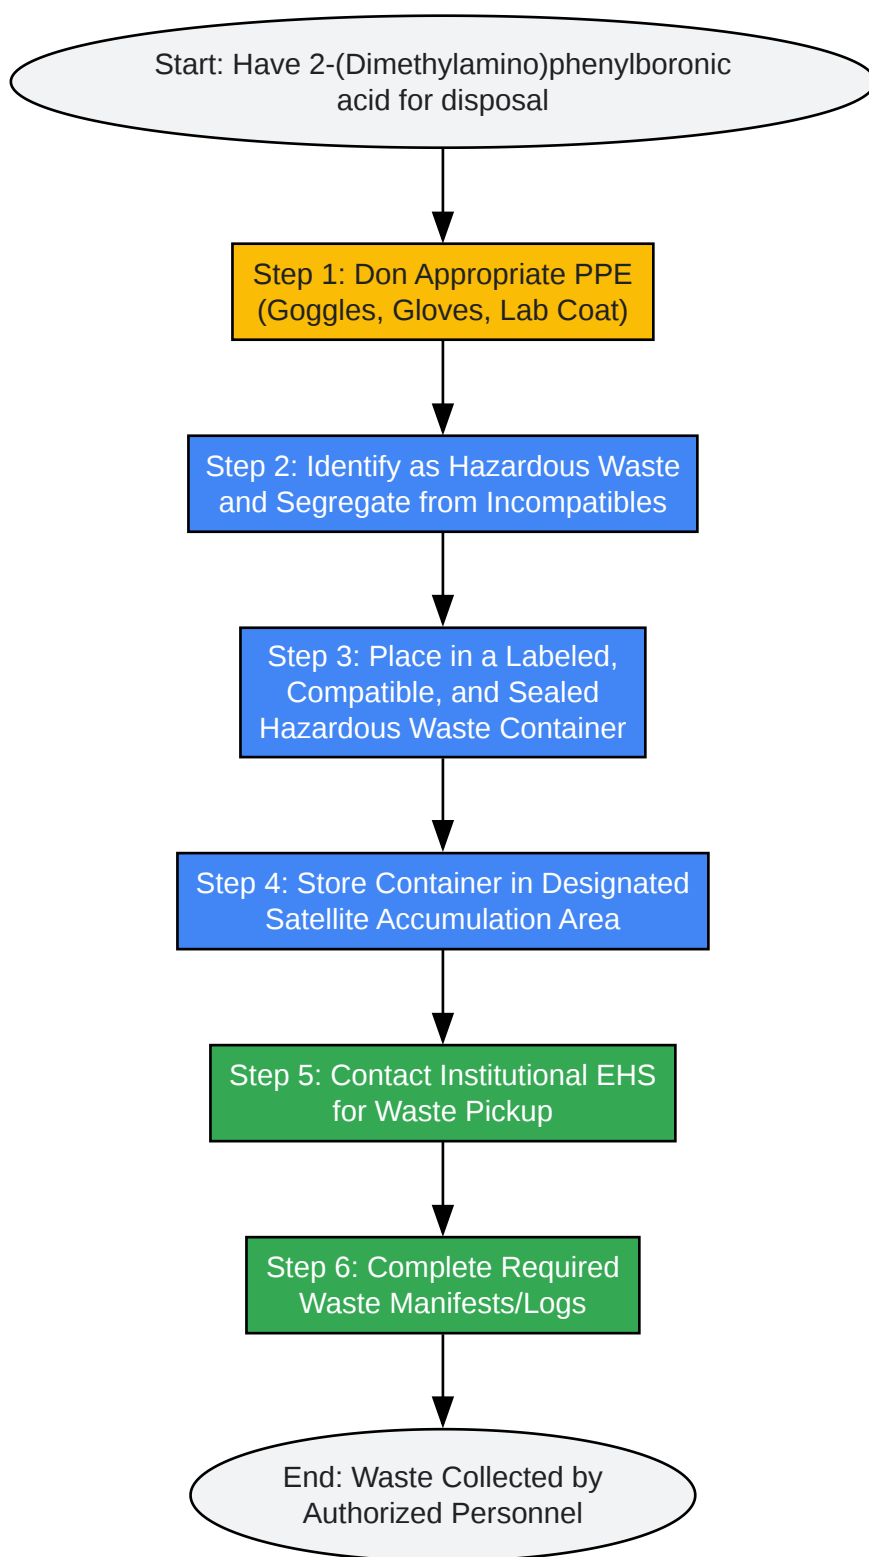 Start: Have 2-(Dimethylamino)phenylboronic
acid for disposal
Step 1: Don Appropriate PPE
(Goggles, Gloves, Lab Coat)
Step 2: Identify as Hazardous Waste
and Segregate from Incompatibles
Step 3: Place in a Labeled,
Compatible, and Sealed
Hazardous Waste Container
Step 4: Store Container in Designated
Satellite Accumulation Area
Step 5: Contact Institutional EHS
for Waste Pickup
Step 6: Complete Required
Waste Manifests/Logs
End: Waste Collected by
Authorized Personnel